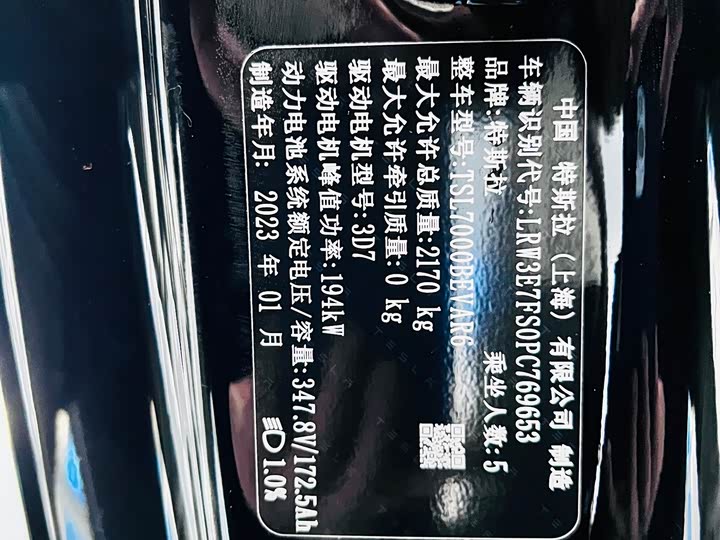 中国 特斯拉（上海）有限公司 制造
车辆识别代号:LRW3E7FS0PC769653
品牌:特斯拉 乘坐人数:5
整车型号:TSL7000BEVAR6
最大允许总质量:2170 kg
最大允许牵引质量:0 kg
驱动电机型号:3D7
驱动电机峰值功率:194kW
动力电池系统额定电压/容量:347.8V/172.5Ah
制造年月: 2023 年 01 月 1.0%